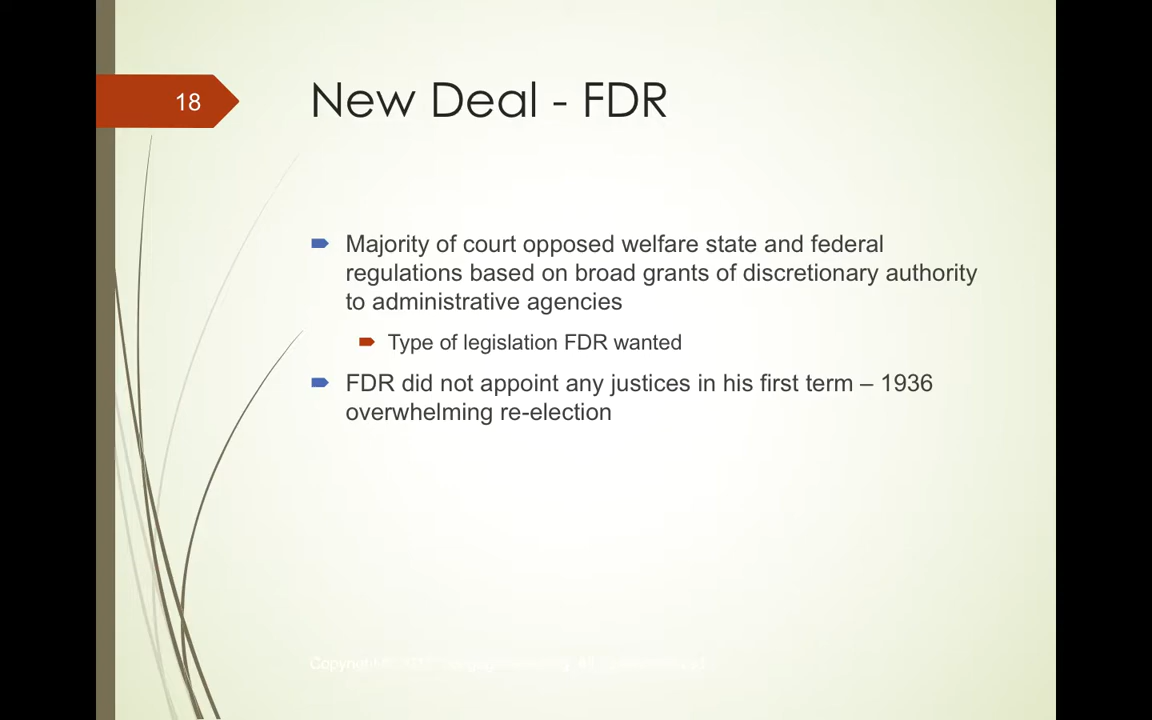 18
New Deal - FDR
Majority of court opposed welfare state and federal
regulations based on broad grants of discretionary authority
to administrative agencies
Type of legislation FDR wanted
FDR did not appoint any justices in his first term – 1936
overwhelming re-election